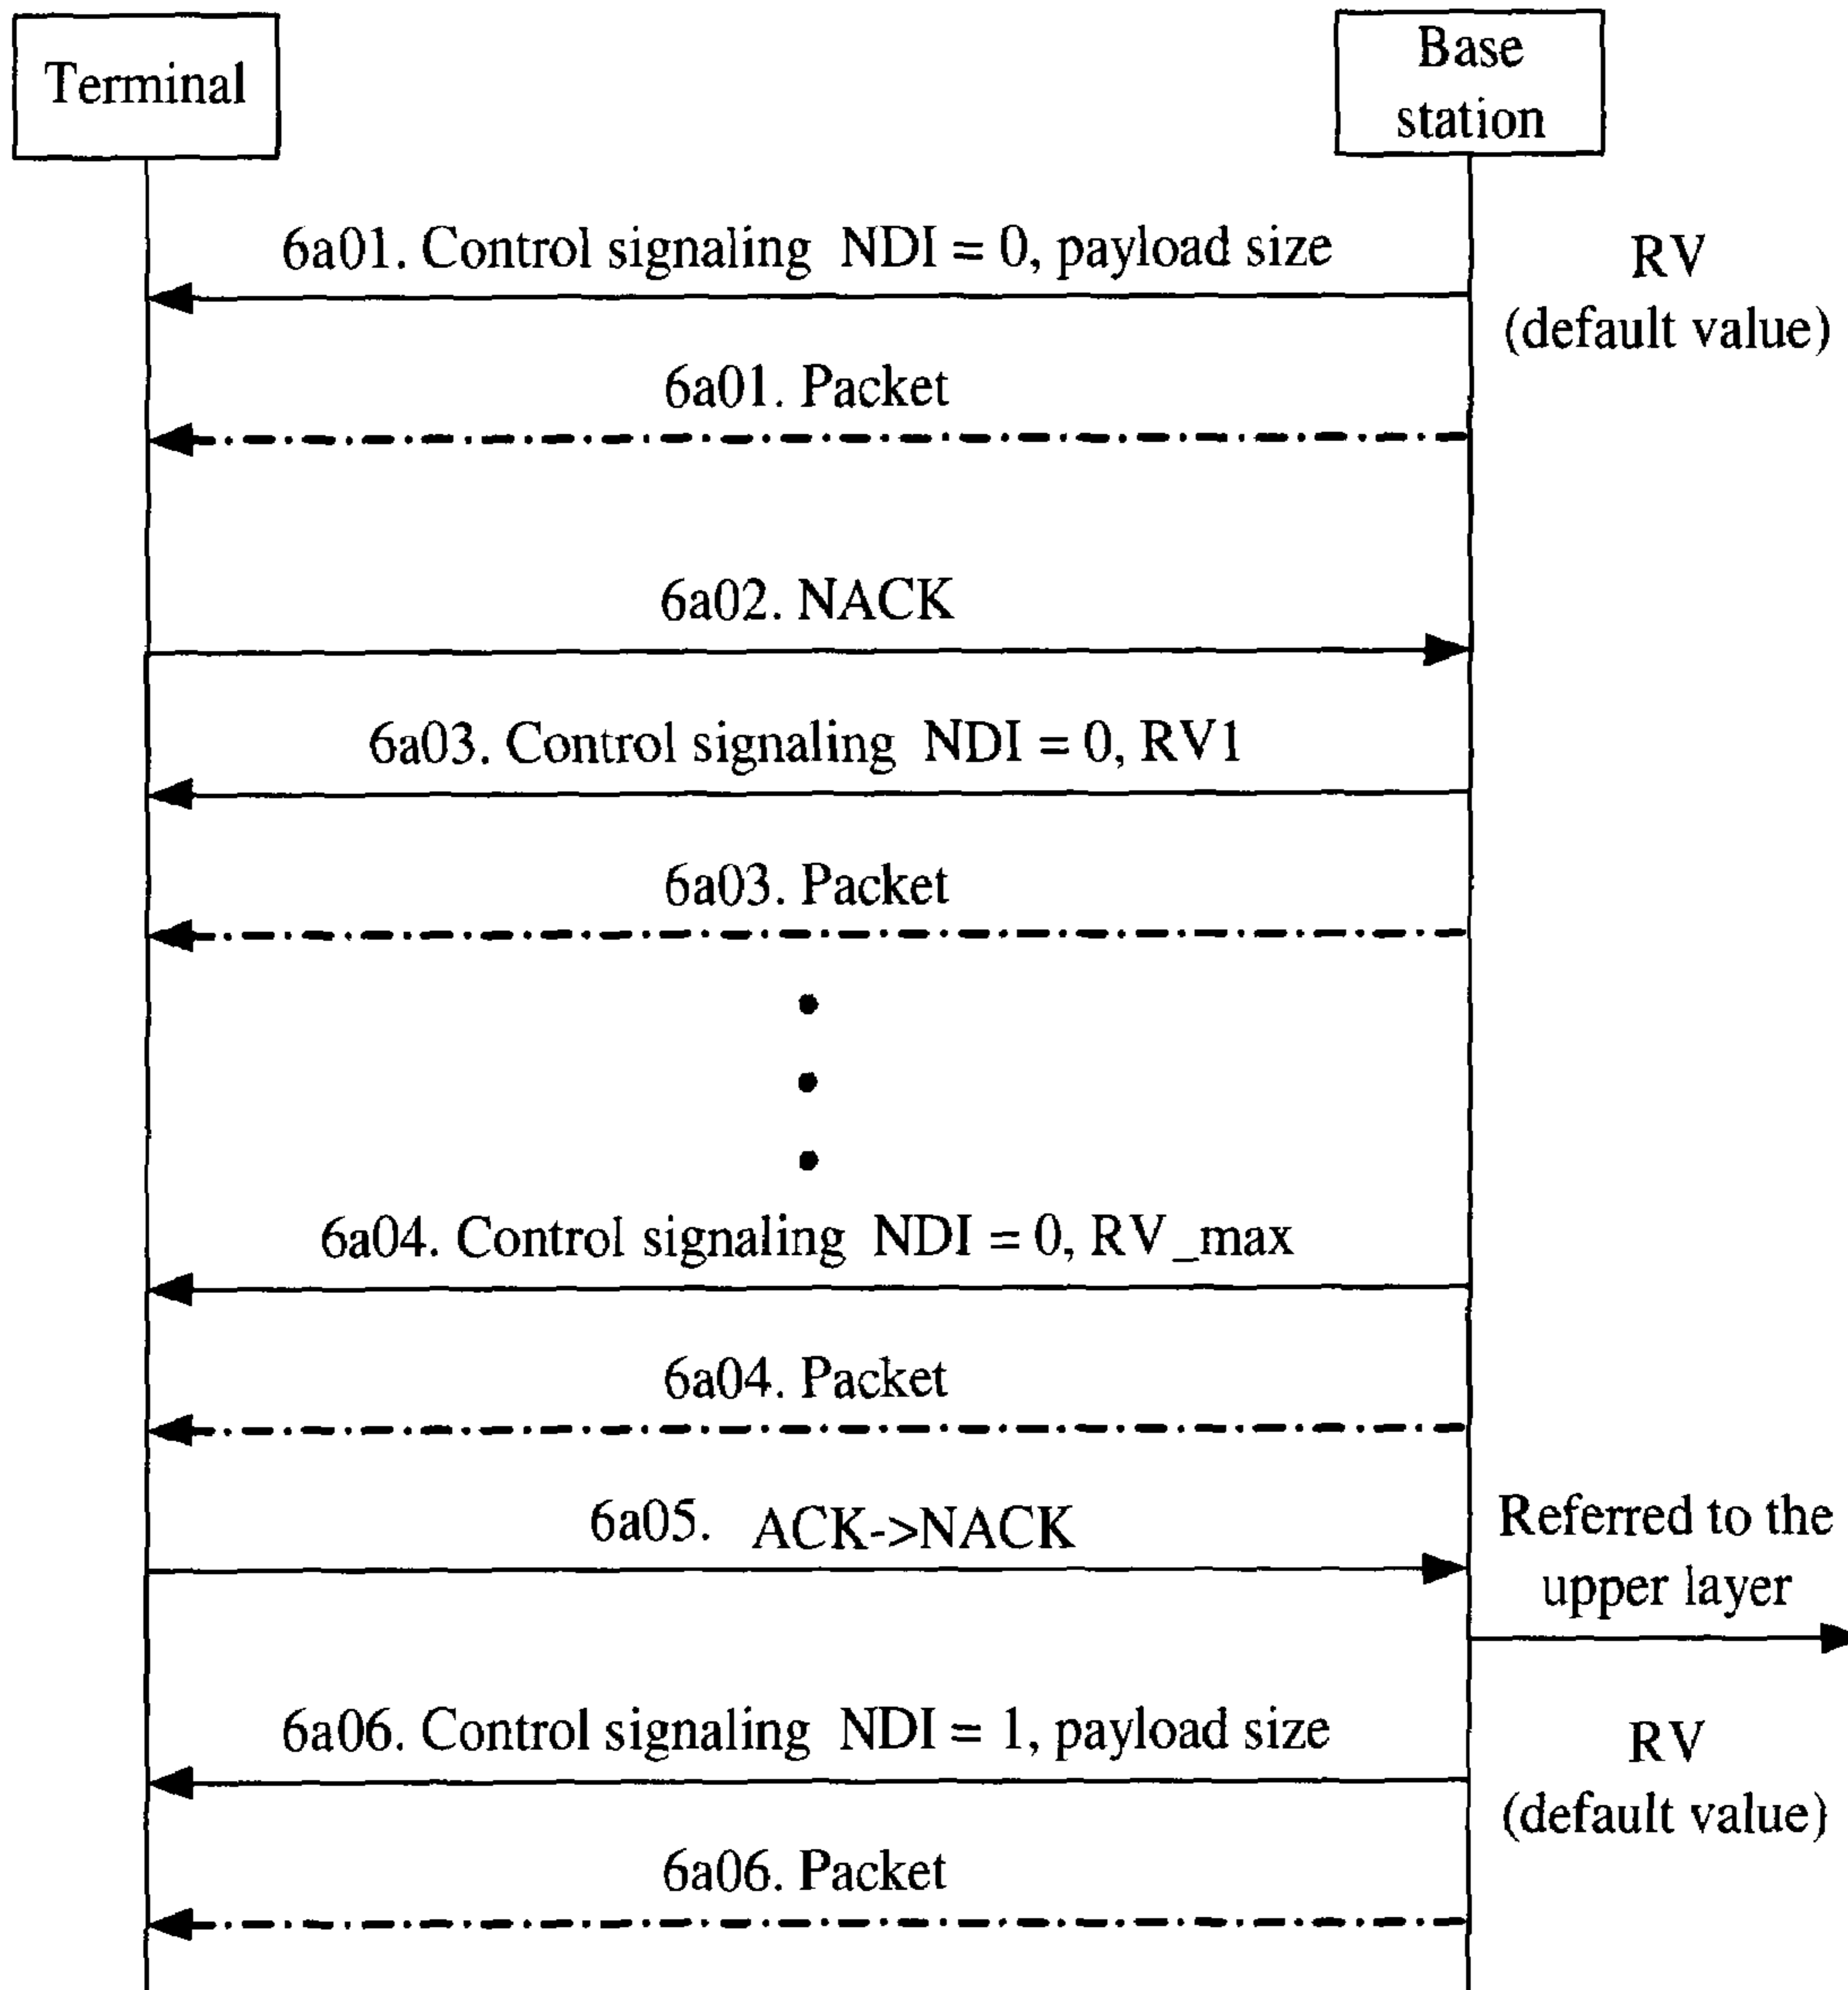 Terminal
Base
station
6a01. Control signaling NDI = 0, payload size
RV
(default value)
6a01. Packet
6a02. NACK
6a03. Control signaling NDI = 0, RV1
6a03. Packet
6a04. Control signaling NDI = 0, RV_max
6a04. Packet
6a05. ACK->NACK
Referred to the
upper layer
6a06. Control signaling NDI = 1, payload size
RV
(default value)
6a06. Packet